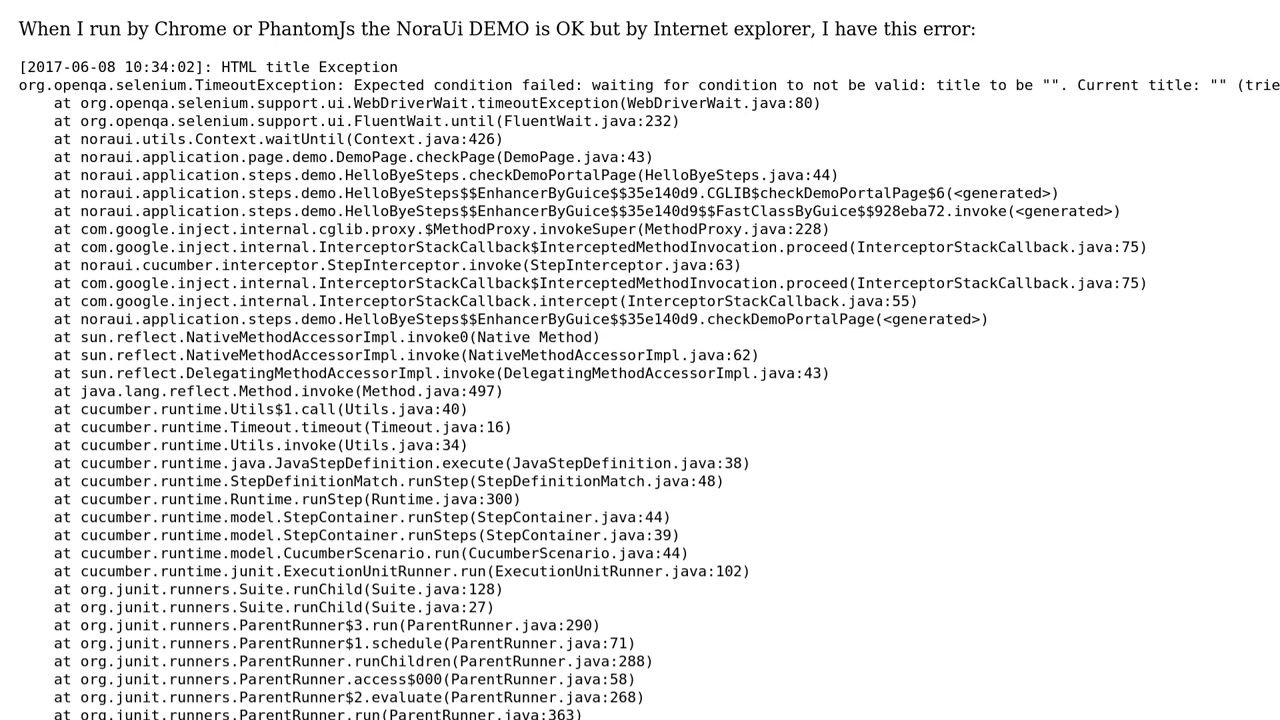 When I run by Chrome or PhantomJs the NoraUi DEMO is OK but by Internet explorer, I have this error:
[2017-06-08 10:34:02]: HTML title Exception
org.openqa.selenium.TimeoutException: Expected condition failed: waiting for condition to not be valid: title to be "". Current title: "" (trie
at org.openqa.selenium.support.ui.WebDriverWait.timeoutException(WebDriverWait.java:80)
at org.openqa.selenium.support.ui.FluentWait.until(FluentWait.java:232)
at noraui.utils.Context.waitUntil(Context.java:426)
at noraui.application.page.demo.DemoPage.checkPage(DemoPage.java:43)
at noraui.application.steps.demo.HelloByeSteps.checkDemoPortalPage(HelloByeSteps.java:44)
at noraui.application.steps.demo.HelloByeSteps$$EnhancerByGuice$$35e140d9.CGLIB$checkDemoPortalPage$6(<generated>)
at noraui.application.steps.demo.HelloByeSteps$$EnhancerByGuice$$35e140d9$$FastClassByGuice$$928eba72.invoke(<generated>)
at com.google.inject.internal.cglib.proxy.$MethodProxy.invokeSuper(MethodProxy.java:228)
at com.google.inject.internal.InterceptorStackCallback$InterceptedMethodInvocation.proceed(InterceptorStackCallback.java:75)
at noraui.cucumber.interceptor.StepInterceptor.invoke(StepInterceptor.java:63)
at com.google.inject.internal.InterceptorStackCallback$InterceptedMethodInvocation.proceed(InterceptorStackCallback.java:75)
at com.google.inject.internal.InterceptorStackCallback.intercept(InterceptorStackCallback.java:55)
at noraui.application.steps.demo.HelloByeSteps$$EnhancerByGuice$$35e140d9.checkDemoPortalPage(<generated>)
at sun.reflect.NativeMethodAccessorImpl.invoke0(Native Method)
at sun.reflect.NativeMethodAccessorImpl.invoke(NativeMethodAccessorImpl.java:62)
at sun.reflect.DelegatingMethodAccessorImpl.invoke(DelegatingMethodAccessorImpl.java:43)
at java.lang.reflect.Method.invoke(Method.java:497)
at cucumber.runtime.Utils$1.call(Utils.java:40)
at cucumber.runtime.Timeout.timeout(Timeout.java:16)
at cucumber.runtime.Utils.invoke(Utils.java:34)
at cucumber.runtime.java.JavaStepDefinition.execute(JavaStepDefinition.java:38)
at cucumber.runtime.StepDefinitionMatch.runStep(StepDefinitionMatch.java:48)
at cucumber.runtime.Runtime.runStep(Runtime.java:300)
at cucumber.runtime.model.StepContainer.runStep(StepContainer.java:44)
at cucumber.runtime.model.StepContainer.runSteps(StepContainer.java:39)
at cucumber.runtime.model.CucumberScenario.run(CucumberScenario.java:44)
at cucumber.runtime.junit.ExecutionUnitRunner.run(ExecutionUnitRunner.java:102)
at org.junit.runners.Suite.runChild(Suite.java:128)
at org.junit.runners.Suite.runChild(Suite.java:27)
at org.junit.runners.ParentRunner$3.run(ParentRunner.java:290)
at org.junit.runners.ParentRunner$1.schedule(ParentRunner.java:71)
at org.junit.runners.ParentRunner.runChildren(ParentRunner.java:288)
at org.junit.runners.ParentRunner.access$000(ParentRunner.java:58)
at org.junit.runners.ParentRunner$2.evaluate(ParentRunner.java:268)
at org.junit.runners.ParentRunner.run(ParentRunner.java:363)